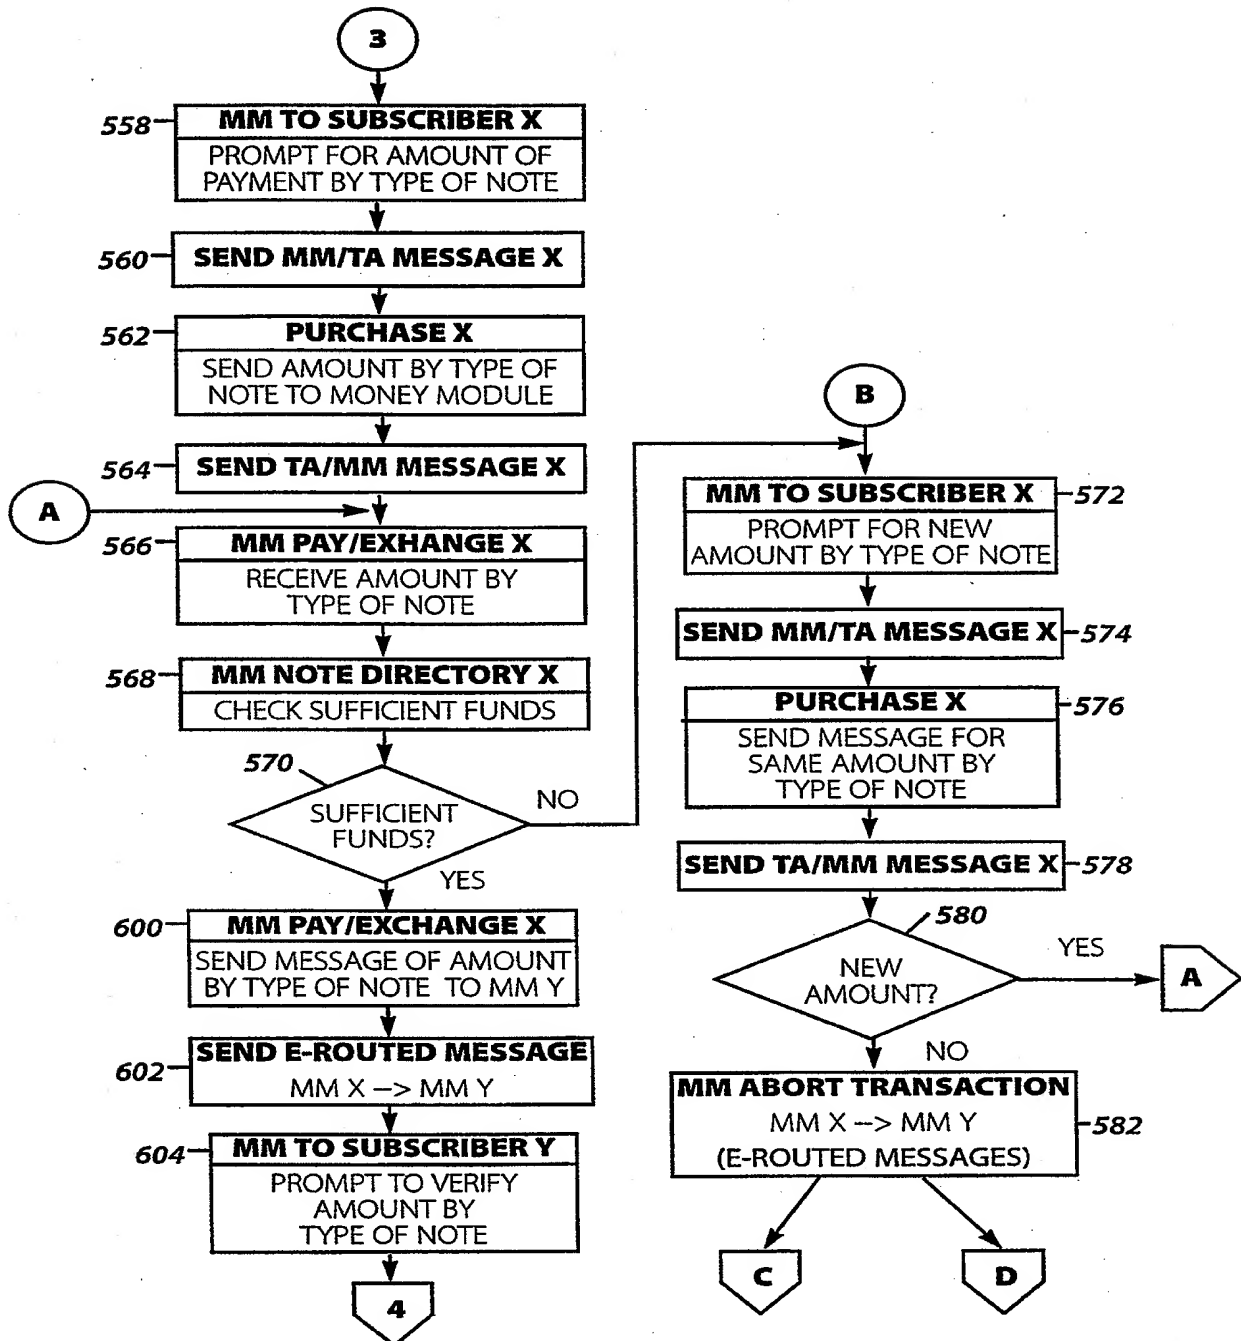 3
558
MM TO SUBSCRIBER X
PROMPT FOR AMOUNT OF
PAYMENT BY TYPE OF NOTE
560
SEND MM/TA MESSAGE X
562
PURCHASE X
SEND AMOUNT BY TYPE OF
NOTE TO MONEY MODULE
564
SEND TA/MM MESSAGE X
A
566
MM PAY/EXHANGE X
RECEIVE AMOUNT BY
TYPE OF NOTE
568
MM NOTE DIRECTORY X
CHECK SUFFICIENT FUNDS
570
SUFFICIENT
FUNDS?
NO
YES
600
MM PAY/EXCHANGE X
SEND MESSAGE OF AMOUNT
BY TYPE OF NOTE TO MM Y
602
SEND E-ROUTED MESSAGE
MM X --> MM Y
604
MM TO SUBSCRIBER Y
PROMPT TO VERIFY
AMOUNT BY
TYPE OF NOTE
4
B
MM TO SUBSCRIBER X
572
PROMPT FOR NEW
AMOUNT BY TYPE OF NOTE
SEND MM/TA MESSAGE X
574
PURCHASE X
576
SEND MESSAGE FOR
SAME AMOUNT BY
TYPE OF NOTE
SEND TA/MM MESSAGE X
578
580
NEW
AMOUNT?
YES
A
NO
MM ABORT TRANSACTION
MM X --> MM Y
(E-ROUTED MESSAGES)
582
C
D